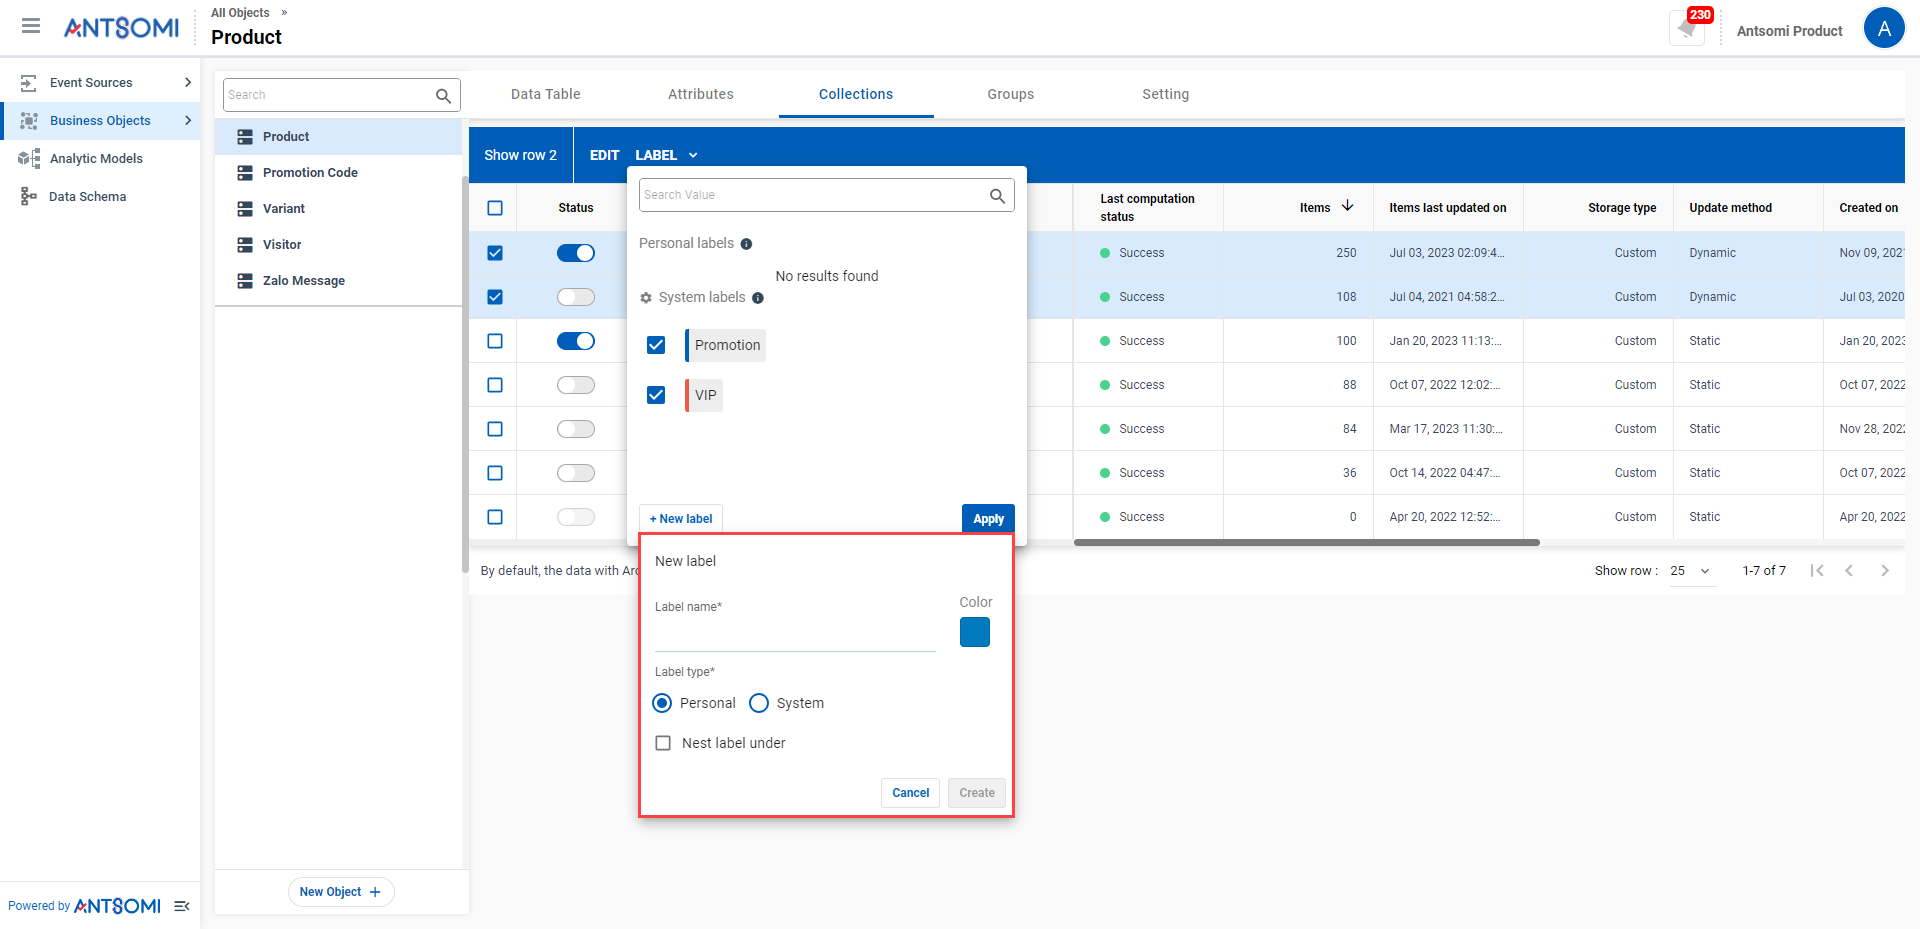 ANTSOMI
All Objects »
Product
230
Antsomi Product
A
Event Sources
Business Objects
Analytic Models
Data Schema
Search
Product
Promotion Code
Variant
Visitor
Zalo Message
New Object +
Powered by ANTSOMI
Data Table
Attributes
Collections
Groups
Setting
Show row 2
EDIT
LABEL
Status
Last computation
status
Items
Items last updated on
Storage type
Update method
Created on
Success 250 Jul 03, 2023 02:09:4... Custom Dynamic Nov 09, 202
Success 108 Jul 04, 2021 04:58:2... Custom Dynamic Jul 03, 2020
Success 100 Jan 20, 2023 11:13:... Custom Static Jan 20, 2023
Success 88 Oct 07, 2022 12:02:... Custom Static Oct 07, 2022
Success 84 Mar 17, 2023 11:30:... Custom Static Nov 28, 2022
Success 36 Oct 14, 2022 04:47:... Custom Static Oct 07, 2022
Success 0 Apr 20, 2022 12:52:... Custom Static Apr 20, 2022
Search Value
Personal labels
No results found
System labels
Promotion
VIP
+ New label
Apply
By default, the data with Arc
Show row : 25
1-7 of 7
New label
Label name*
Color
Label type*
Personal
System
Nest label under
Cancel
Create